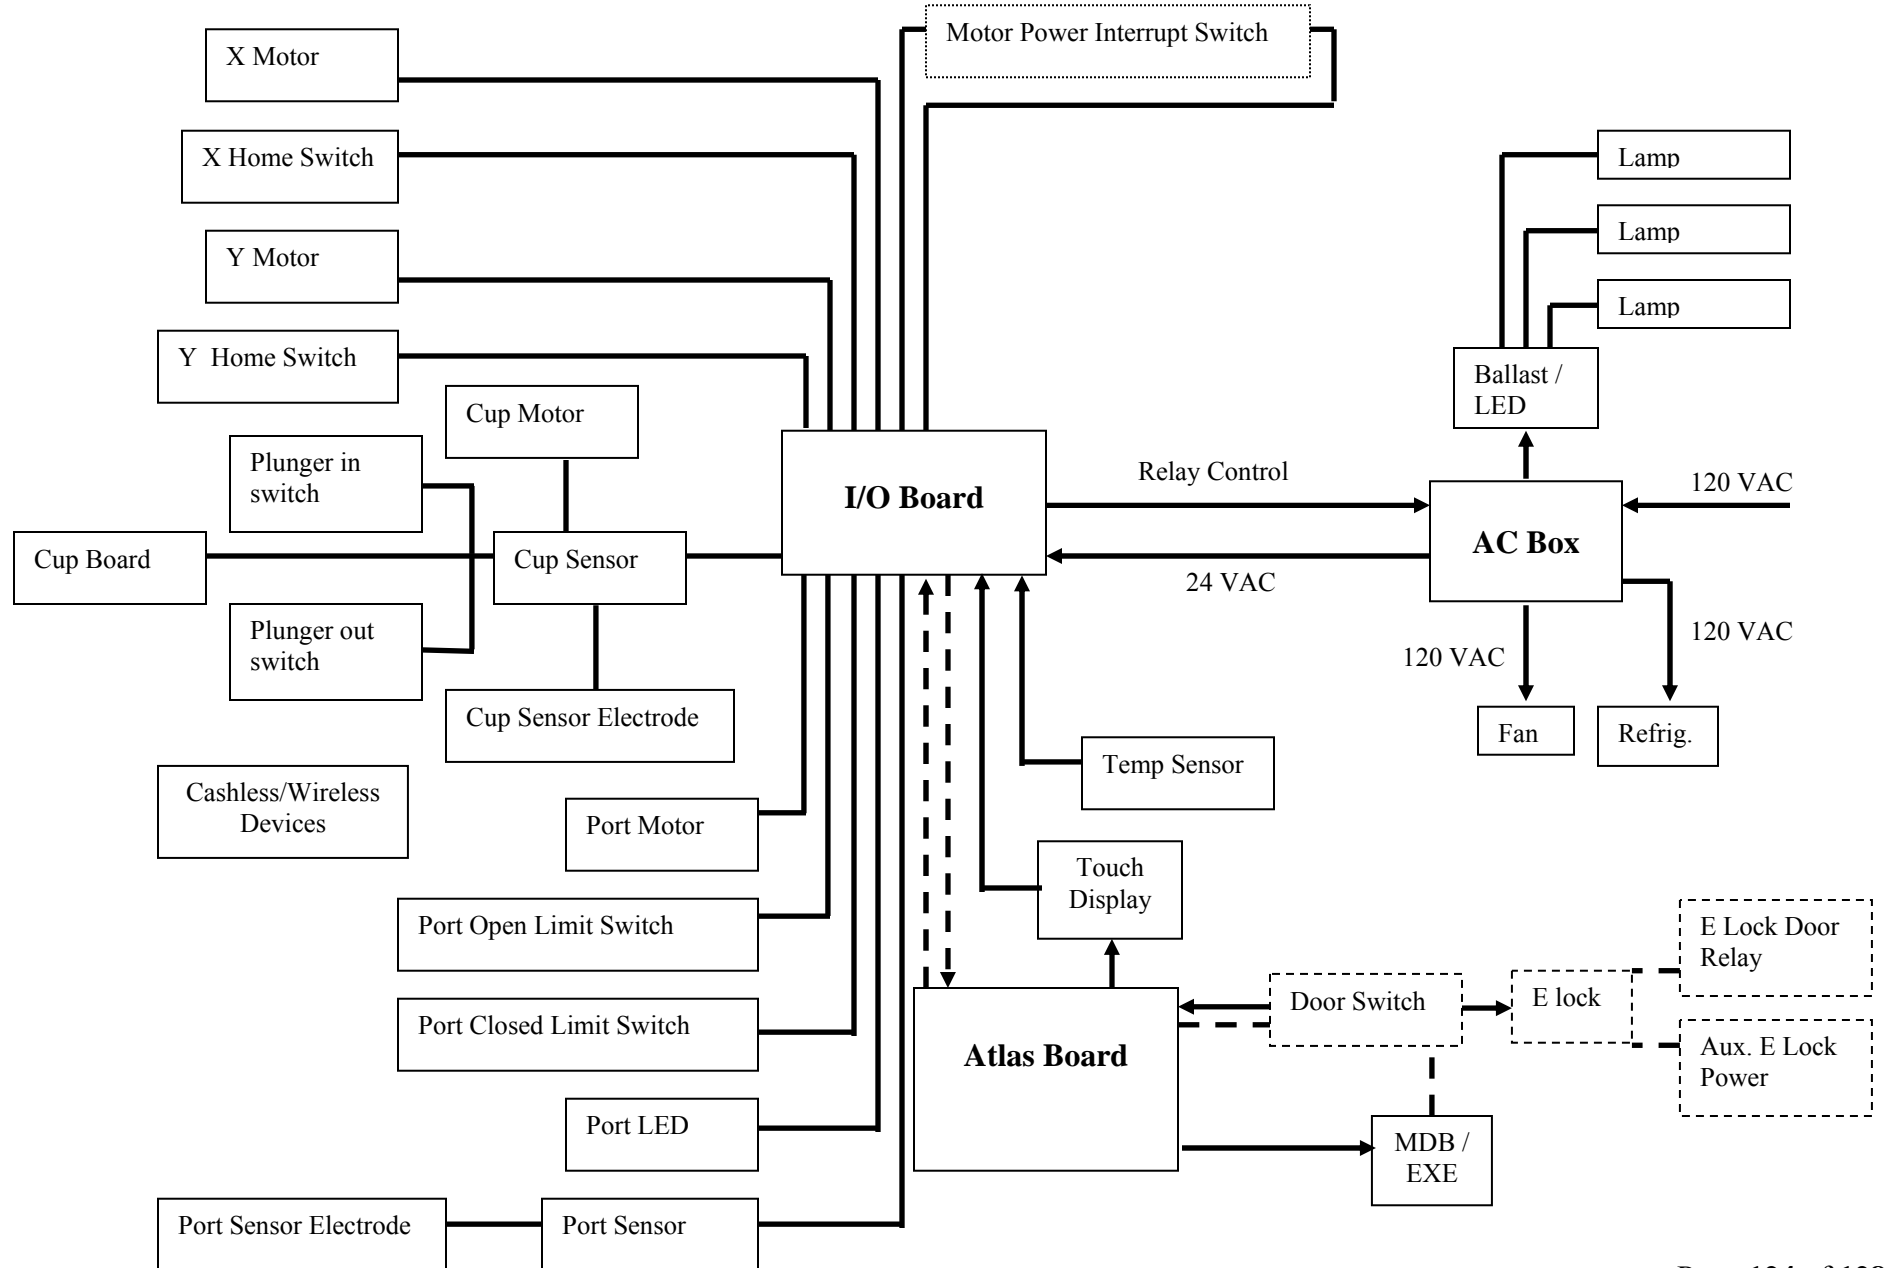 Motor Power Interrupt Switch
X Motor
X Home Switch
Y Motor
Y Home Switch
Cup Motor
Plunger in
switch
Cup Board
Cup Sensor
Plunger out
switch
Cup Sensor Electrode
Cashless/Wireless
Devices
Port Motor
Port Open Limit Switch
Port Closed Limit Switch
Port LED
Port Sensor Electrode
Port Sensor
I/O Board
Relay Control
24 VAC
Lamp
Lamp
Lamp
Ballast /
LED
120 VAC
AC Box
120 VAC
120 VAC
Fan
Refrig.
Temp Sensor
Touch
Display
Atlas Board
Door Switch
E lock
E Lock Door
Relay
Aux. E Lock
Power
MDB /
EXE